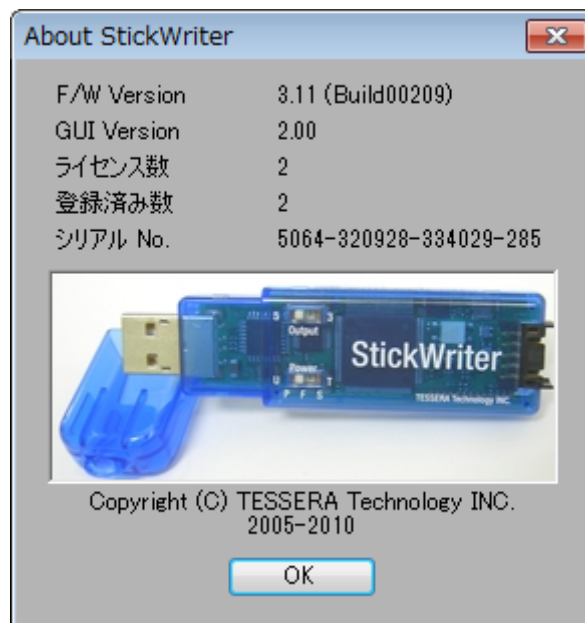 About StickWriter
F/W Version 3.11 (Build00209)
GUI Version 2.00
ライセンス数 2
登録済み数 2
シリアル No. 5064-320928-334029-285
5 3
Output
StickWriter
Power
U T
P F S
TESSERA Technology INC.
Copyright (C) TESSERA Technology INC.
2005-2010
OK